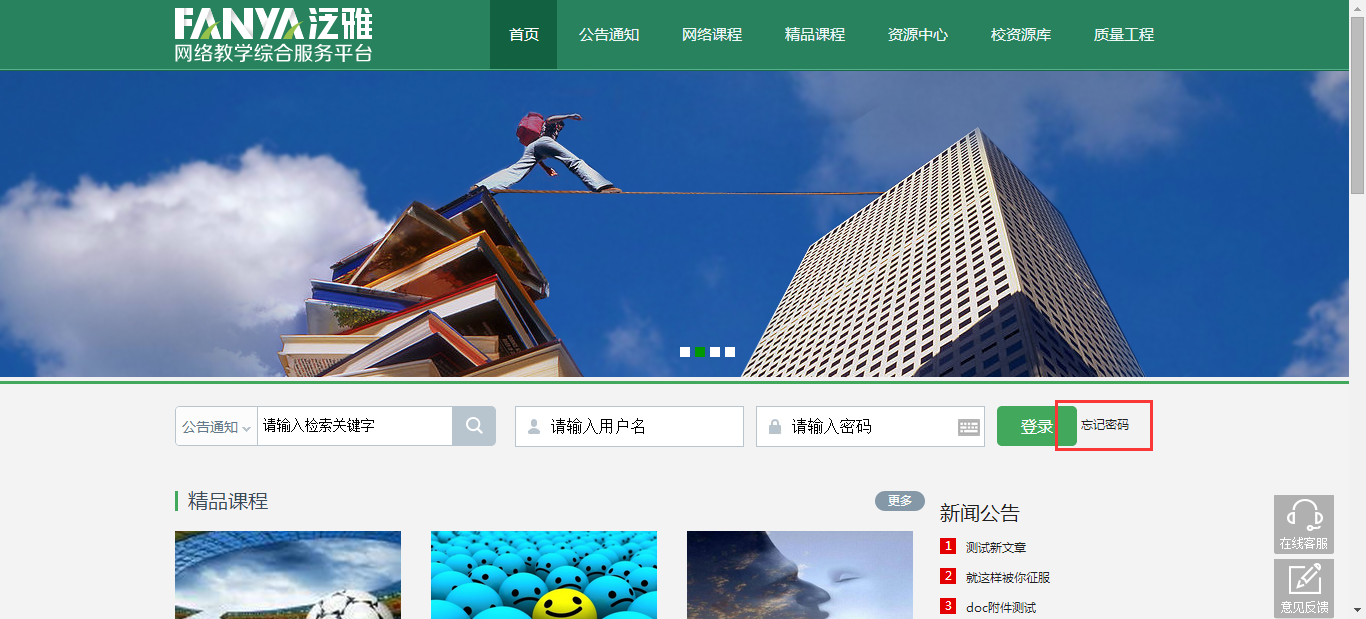 FANYA泛雅
网络教学综合服务平台
首页 公告通知 网络课程 精品课程 资源中心 校资源库 质量工程
公告通知 请输入检索关键字 请输入用户名 请输入密码 登录 忘记密码
精品课程 更多
新闻公告
1 测试新文章
2 就这样被你征服
3 doc附件测试
在线客服
意见反馈